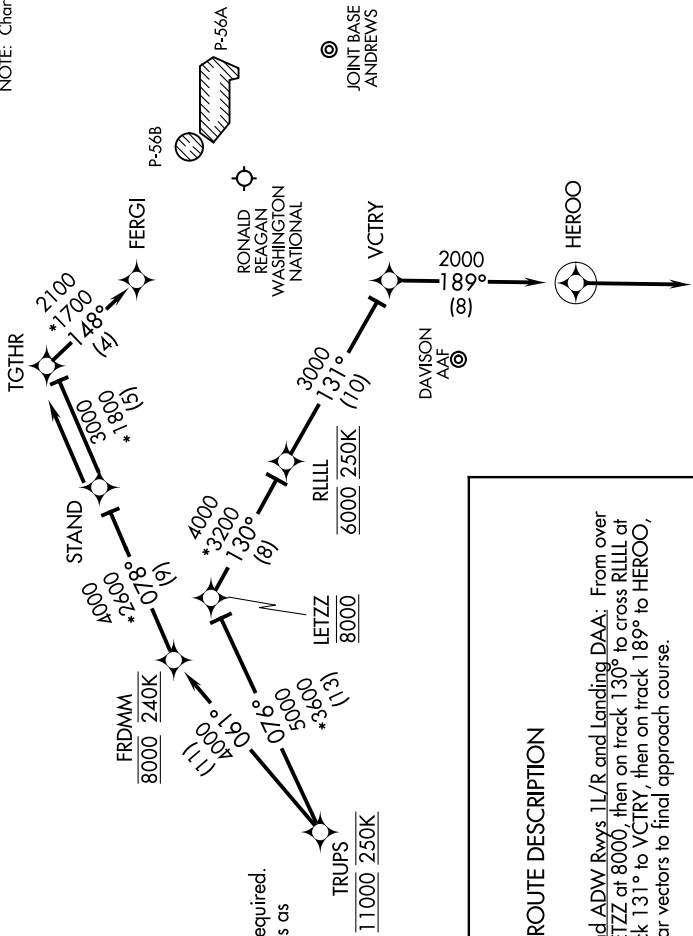 NOTE: Chan
P-56A
P-56B
JOINT BASE
ANDREWS
RONALD
REAGAN
WASHINGTON
NATIONAL
FERGI
TGTHR
2100
*1700
148°
(4)
3000
*1800
(5)
STAND
4000
*2600
078°
(9)
FRDMM
8000 240K
4000
061°
(11)
TRUPS
11000 250K
076°
5000
*3600
(13)
LETZZ
8000
4000
*3200
130°
(8)
RLLLL
6000 250K
3000
131°
(10)
VCTRY
2000
189°
(8)
HEROO
DAVISON
AAF
equired.
s as
ROUTE DESCRIPTION
nd ADW Rwys 1L/R and Landing DAA: From over
ETZZ at 8000, then on track 130° to cross RLLLL at
ck 131° to VCTRY, then on track 189° to HEROO,
ar vectors to final approach course.